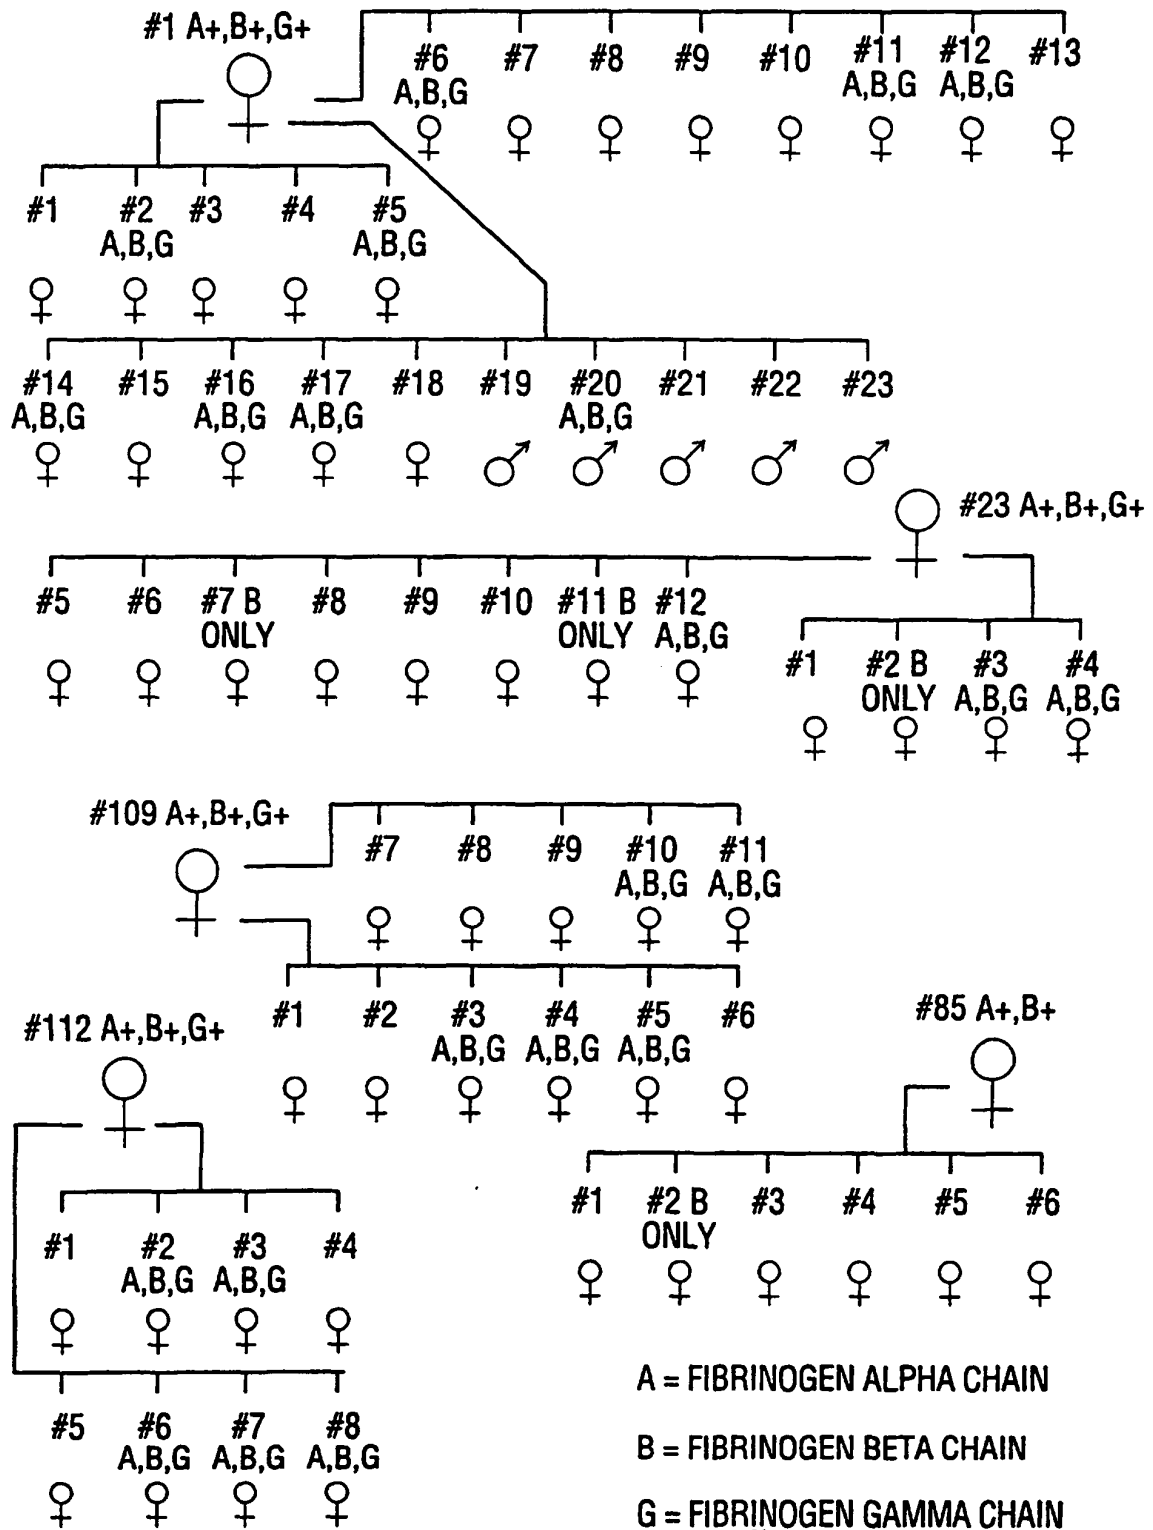 #1 A+,B+,G+
#6 #7 #8 #9 #10 #11 #12 #13
A,B,G A,B,G A,B,G
#1 #2 #3 #4 #5
A,B,G A,B,G
#14 #15 #16 #17 #18 #19 #20 #21 #22 #23
A,B,G A,B,G A,B,G A,B,G
#23 A+,B+,G+
#5 #6 #7 B #8 #9 #10 #11 B #12
ONLY ONLY A,B,G
#1 #2 B #3 #4
ONLY A,B,G A,B,G
#109 A+,B+,G+
#7 #8 #9 #10 #11
A,B,G A,B,G
#1 #2 #3 #4 #5 #6
A,B,G A,B,G A,B,G
#85 A+,B+
#112 A+,B+,G+
#1 #2 B #3 #4 #5 #6
ONLY
#1 #2 #3 #4
A,B,G A,B,G
#5 #6 #7 #8
A,B,G A,B,G A,B,G
A = FIBRINOGEN ALPHA CHAIN
B = FIBRINOGEN BETA CHAIN
G = FIBRINOGEN GAMMA CHAIN